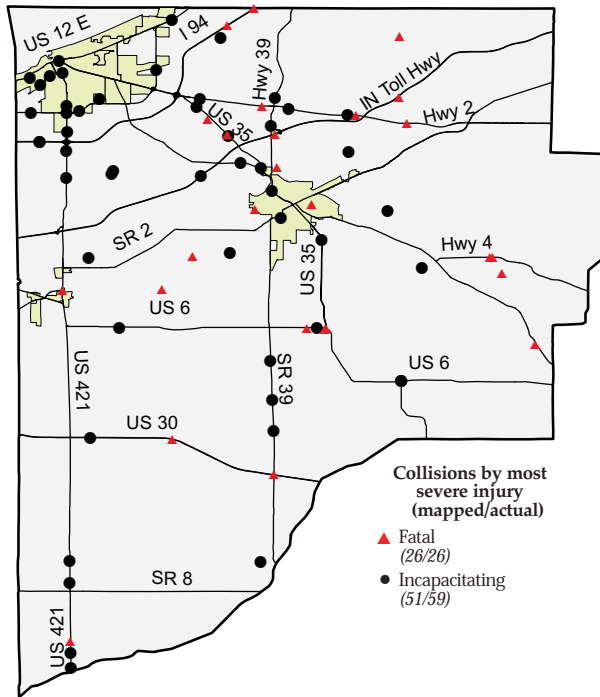 US 12 E
I 94
Hwy 39
IN Toll Hwy
US 35
Hwy 2
SR 2
Hwy 4
US 35
US 6
US 421
SR 39
US 6
US 30
Collisions by most
severe injury
(mapped/actual)
Fatal
(26/26)
Incapacitating
(51/59)
SR 8
US 421